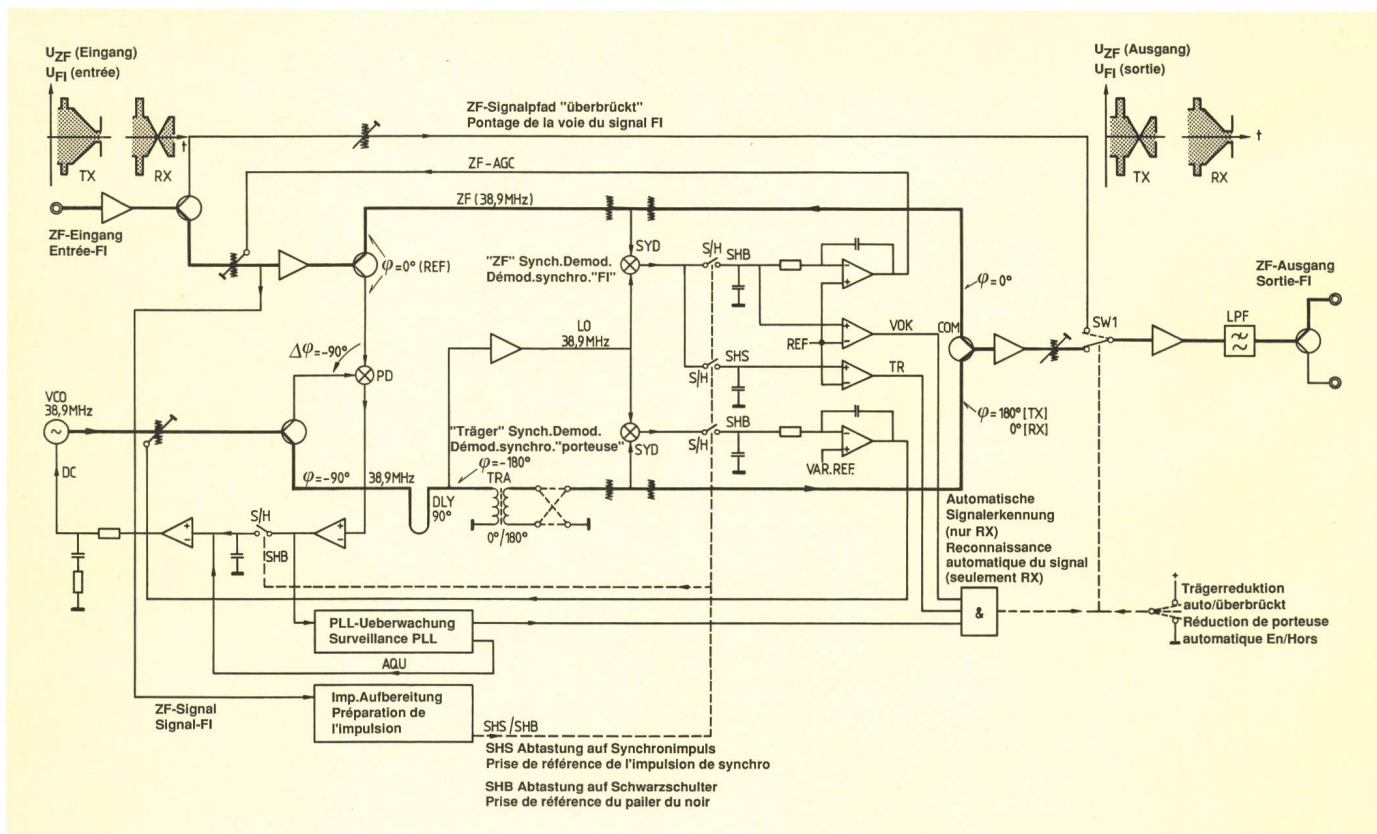 UZF (Eingang)
UFI (entrée)
TX
RX
t
ZF-Signalpfad "überbrückt"
Pontage de la voie du signal FI
UZF (Ausgang)
UFI (sortie)
TX
RX
t
ZF-AGC
ZF (38,9MHz)
ZF-Eingang
Entrée-FI
φ=0° (REF)
"ZF" Synch.Demod.
Démod.synchro."FI"
SYD
S/H
SHB
φ=0°
ZF-Ausgang
Sortie-FI
LO
38,9MHz
REF
VOK
COM
SW1
LPF
Δφ=-90°
PD
S/H
SHS
TR
VCO
38,9MHz
DC
"Träger" Synch.Demod.
Démod.synchro."porteuse"
SYD
S/H
SHB
VAR.REF.
φ=180° [TX]
0° [RX]
φ=-90°
38,9MHz
φ=-180°
DLY
90°
TRA
0°/180°
S/H
SHB
Automatische
Signalerkennung
(nur RX)
Reconnaissance
automatique du signal
(seulement RX)
&
+
Trägerreduktion
auto/überbrückt
Réduction de porteuse
automatique En/Hors
PLL-Ueberwachung
Surveillance PLL
AQU
ZF-Signal
Signal-FI
Imp.Aufbereitung
Préparation de
l'impulsion
SHS/SHB
SHS Abtastung auf Synchronimpuls
Prise de référence de l'impulsion de synchro
SHB Abtastung auf Schwarzschulter
Prise de référence du pailer du noir